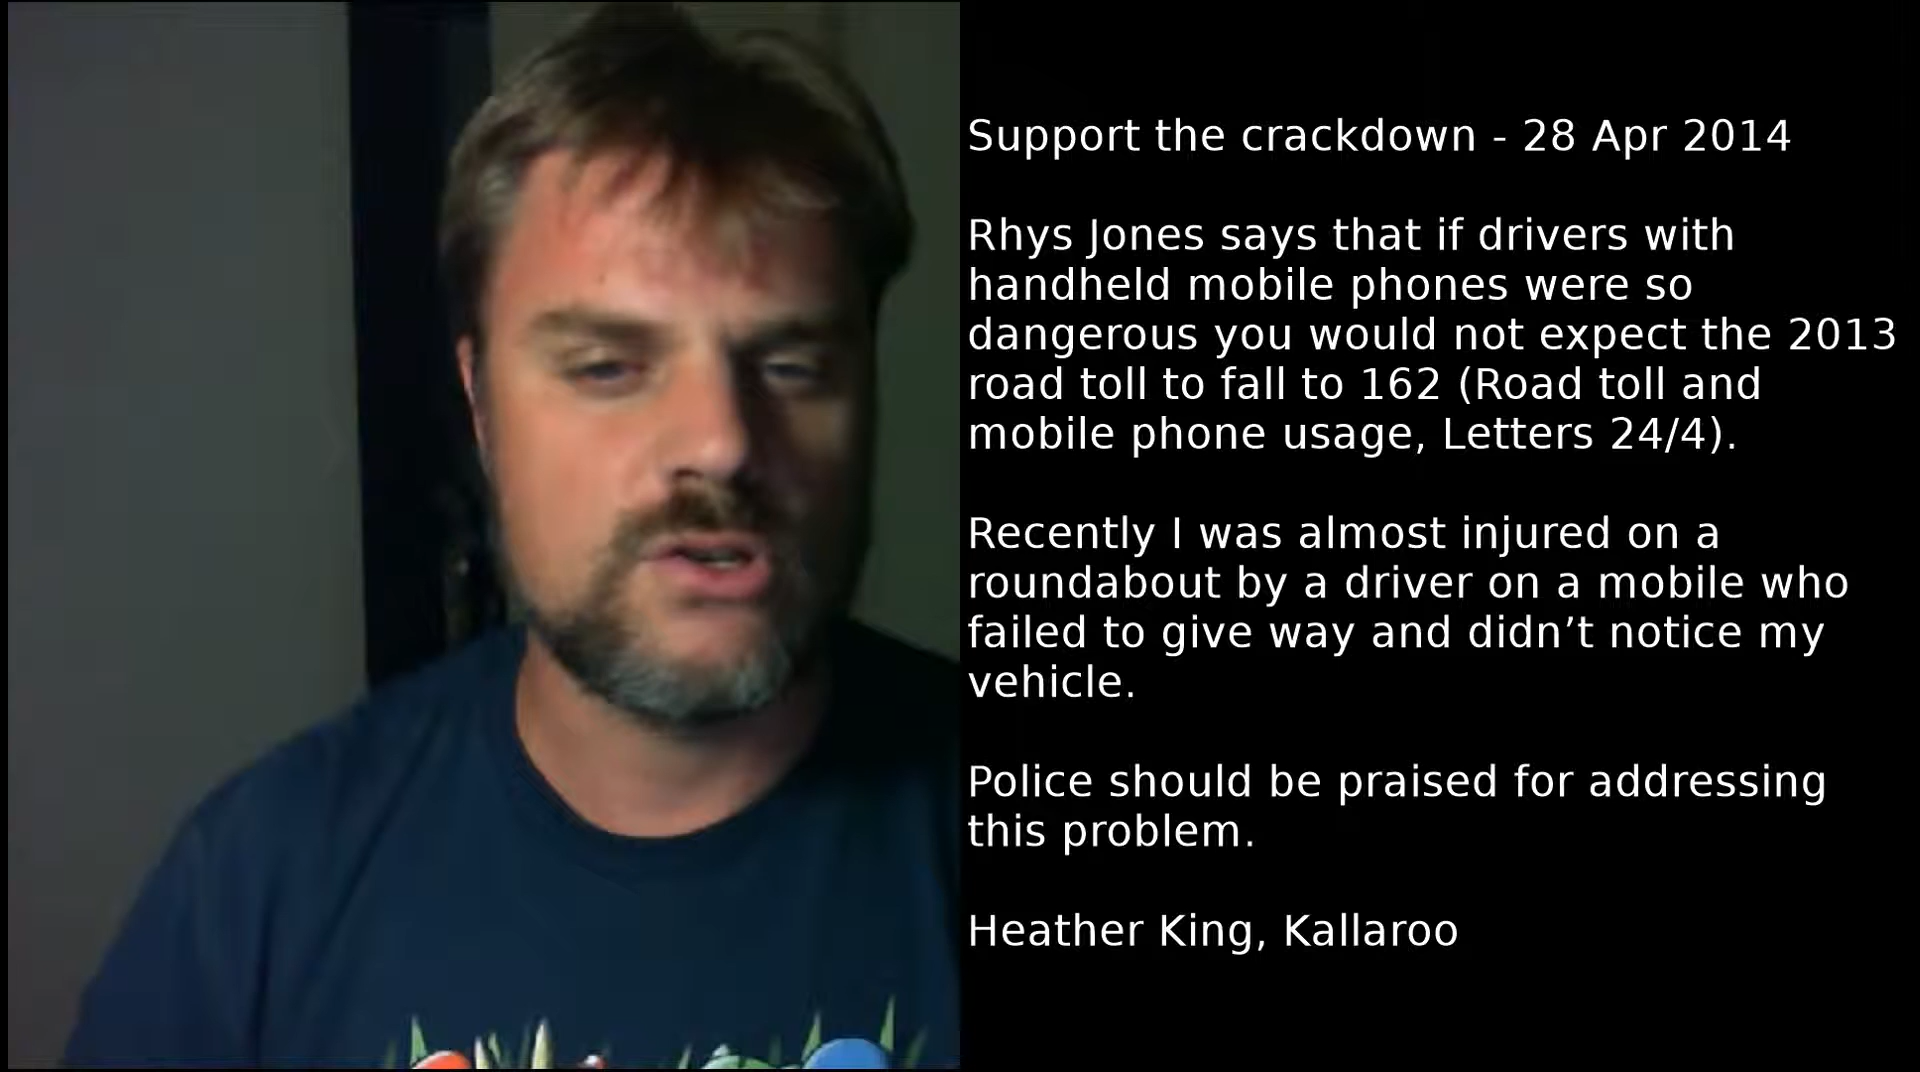 Support the crackdown - 28 Apr 2014
Rhys Jones says that if drivers with
handheld mobile phones were so
dangerous you would not expect the 2013
road toll to fall to 162 (Road toll and
mobile phone usage, Letters 24/4).
Recently I was almost injured on a
roundabout by a driver on a mobile who
failed to give way and didn’t notice my
vehicle.
Police should be praised for addressing
this problem.
Heather King, Kallaroo